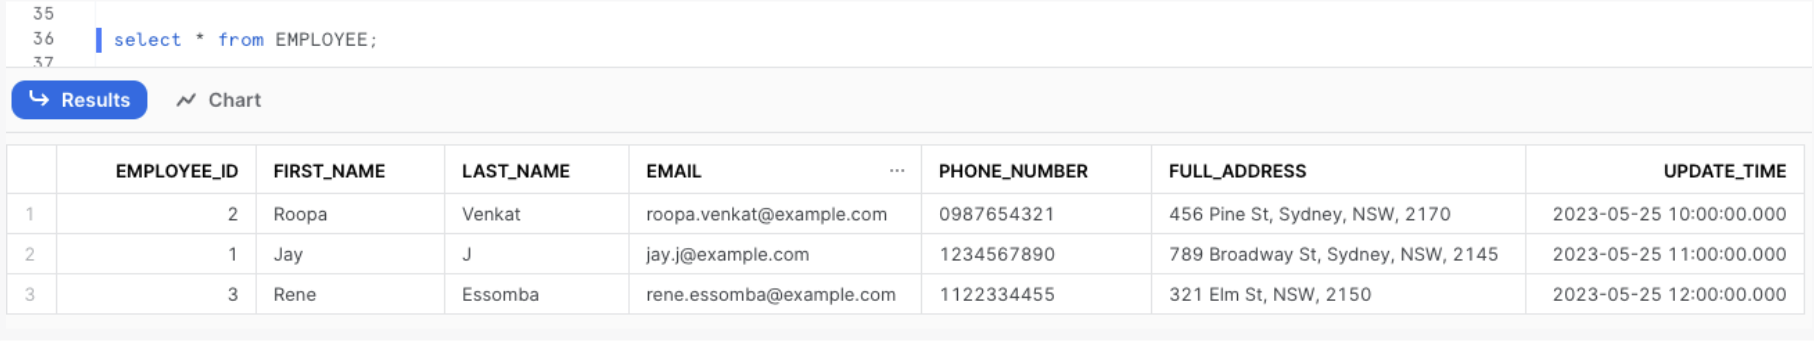 35
36 select * from EMPLOYEE;
37
Results Chart
EMPLOYEE_ID FIRST_NAME LAST_NAME EMAIL ... PHONE_NUMBER FULL_ADDRESS UPDATE_TIME
1 2 Roopa Venkat roopa.venkat@example.com 0987654321 456 Pine St, Sydney, NSW, 2170 2023-05-25 10:00:00.000
2 1 Jay J jay.j@example.com 1234567890 789 Broadway St, Sydney, NSW, 2145 2023-05-25 11:00:00.000
3 3 Rene Essomba rene.essomba@example.com 1122334455 321 Elm St, NSW, 2150 2023-05-25 12:00:00.000